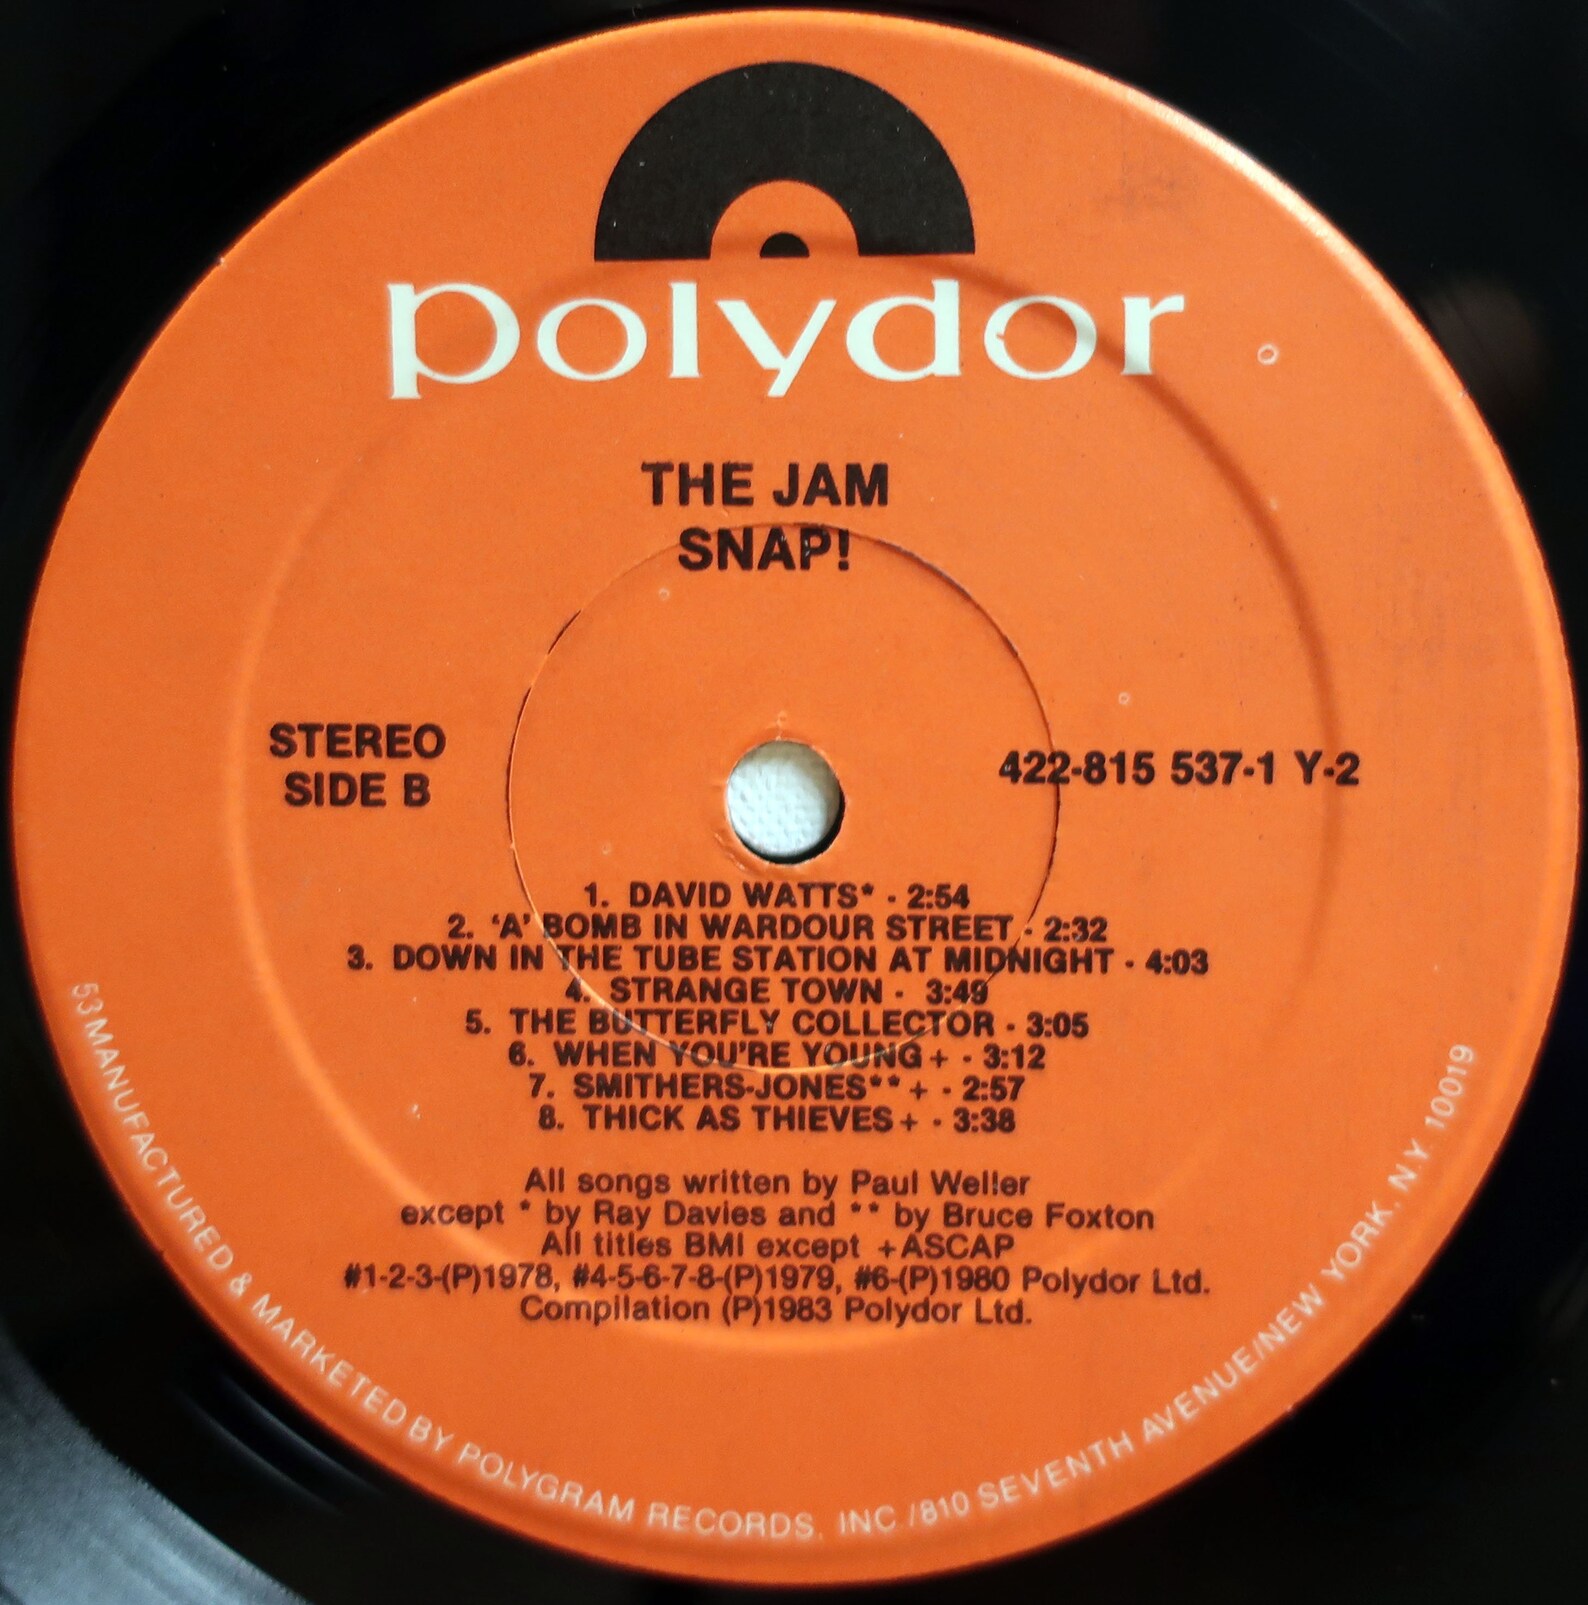 polydor
THE JAM
SNAP!
STEREO
SIDE B
422-815 537-1 Y-2
1. DAVID WATTS* - 2:54
2. ‘A’ BOMB IN WARDOUR STREET - 2:32
3. DOWN IN THE TUBE STATION AT MIDNIGHT - 4:03
4. STRANGE TOWN - 3:49
5. THE BUTTERFLY COLLECTOR - 3:05
6. WHEN YOU'RE YOUNG+ - 3:12
7. SMITHERS-JONES**+ - 2:57
8. THICK AS THIEVES+ - 3:38
All songs written by Paul Weller
except * by Ray Davies and ** by Bruce Foxton
All titles BMI except +ASCAP
#1-2-3-(P)1978, #4-5-6-7-8-(P)1979, #6-(P)1980 Polydor Ltd.
Compilation (P)1983 Polydor Ltd.
53 MANUFACTURED & MARKETED BY POLYGRAM RECORDS, INC./810 SEVENTH AVENUE/NEW YORK, N.Y. 10019